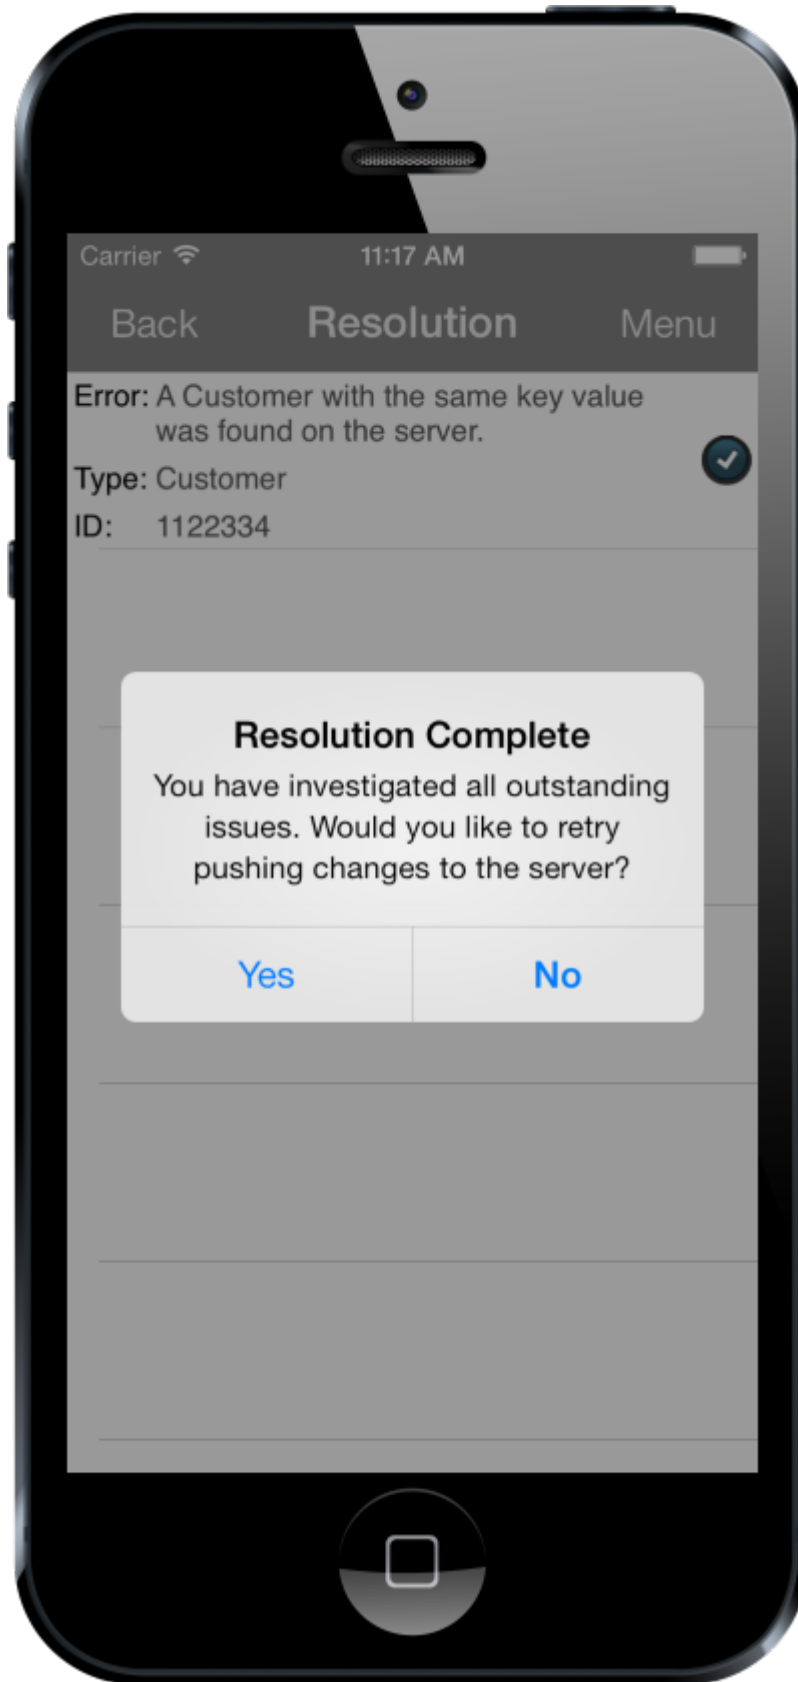 Carrier 11:17 AM
Back Resolution Menu
Error: A Customer with the same key value
was found on the server.
Type: Customer
ID: 1122334
Resolution Complete
You have investigated all outstanding
issues. Would you like to retry
pushing changes to the server?
Yes No